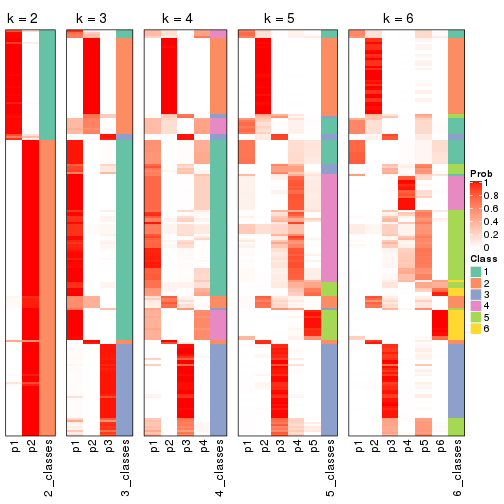 k = 2
k = 3
k = 4
k = 5
k = 6
p1
p2
2_classes
p1
p2
p3
3_classes
p1
p2
p3
p4
4_classes
p1
p2
p3
p4
p5
5_classes
p1
p2
p3
p4
p5
p6
6_classes
Prob
1
0.8
0.6
0.4
0.2
0
Class
1
2
3
4
5
6